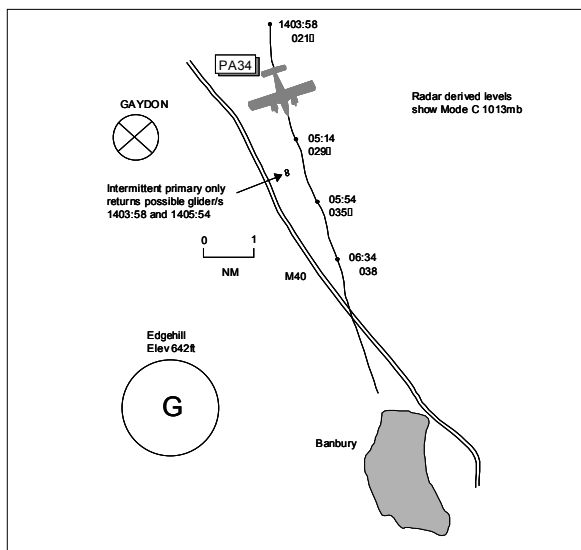 1403:58
021
PA34
GAYDON
Radar derived levels
show Mode C 1013mb
05:14
029
Intermittent primary only
returns possible glider/s
1403:58 and 1405:54
8
05:54
035
0 1
NM
M40
06:34
038
Edgehill
Elev 642ft
G
Banbury